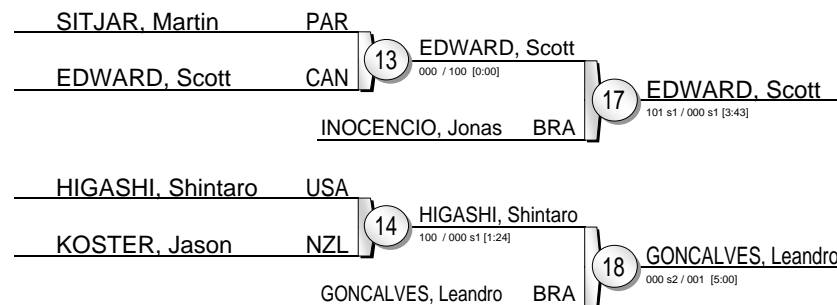 SITJAR, Martin PAR
13 EDWARD, Scott
000 / 100 [0:00]
EDWARD, Scott CAN
17 EDWARD, Scott
101 s1 / 000 s1 [3:43]
INOCENCIO, Jonas BRA
HIGASHI, Shintaro USA
14 HIGASHI, Shintaro
100 / 000 s1 [1:24]
KOSTER, Jason NZL
18 GONCALVES, Leandro
000 s2 / 001 [5:00]
GONCALVES, Leandro BRA